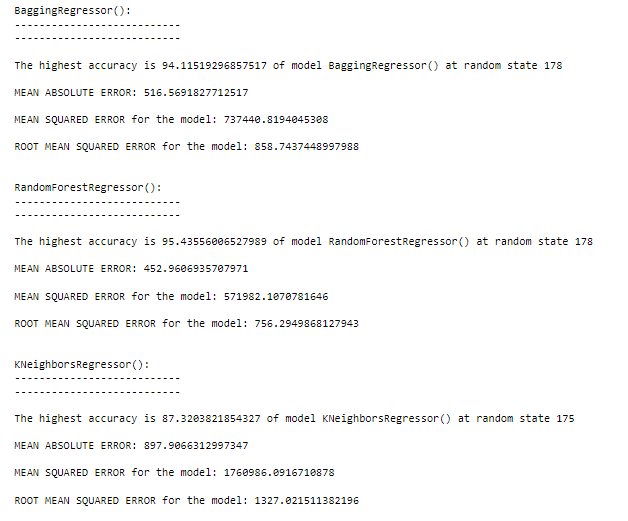 BaggingRegressor():
---------------------------
---------------------------
The highest accuracy is 94.11519296857517 of model BaggingRegressor() at random state 178
MEAN ABSOLUTE ERROR: 516.5691827712517
MEAN SQUARED ERROR for the model: 737440.8194045308
ROOT MEAN SQUARED ERROR for the model: 858.7437448997988
RandomForestRegressor():
---------------------------
---------------------------
The highest accuracy is 95.43556006527989 of model RandomForestRegressor() at random state 178
MEAN ABSOLUTE ERROR: 452.9606935707971
MEAN SQUARED ERROR for the model: 571982.1070781646
ROOT MEAN SQUARED ERROR for the model: 756.2949868127943
KNeighborsRegressor():
---------------------------
---------------------------
The highest accuracy is 87.3203821854327 of model KNeighborsRegressor() at random state 175
MEAN ABSOLUTE ERROR: 897.9066312997347
MEAN SQUARED ERROR for the model: 1760986.0916710878
ROOT MEAN SQUARED ERROR for the model: 1327.021511382196